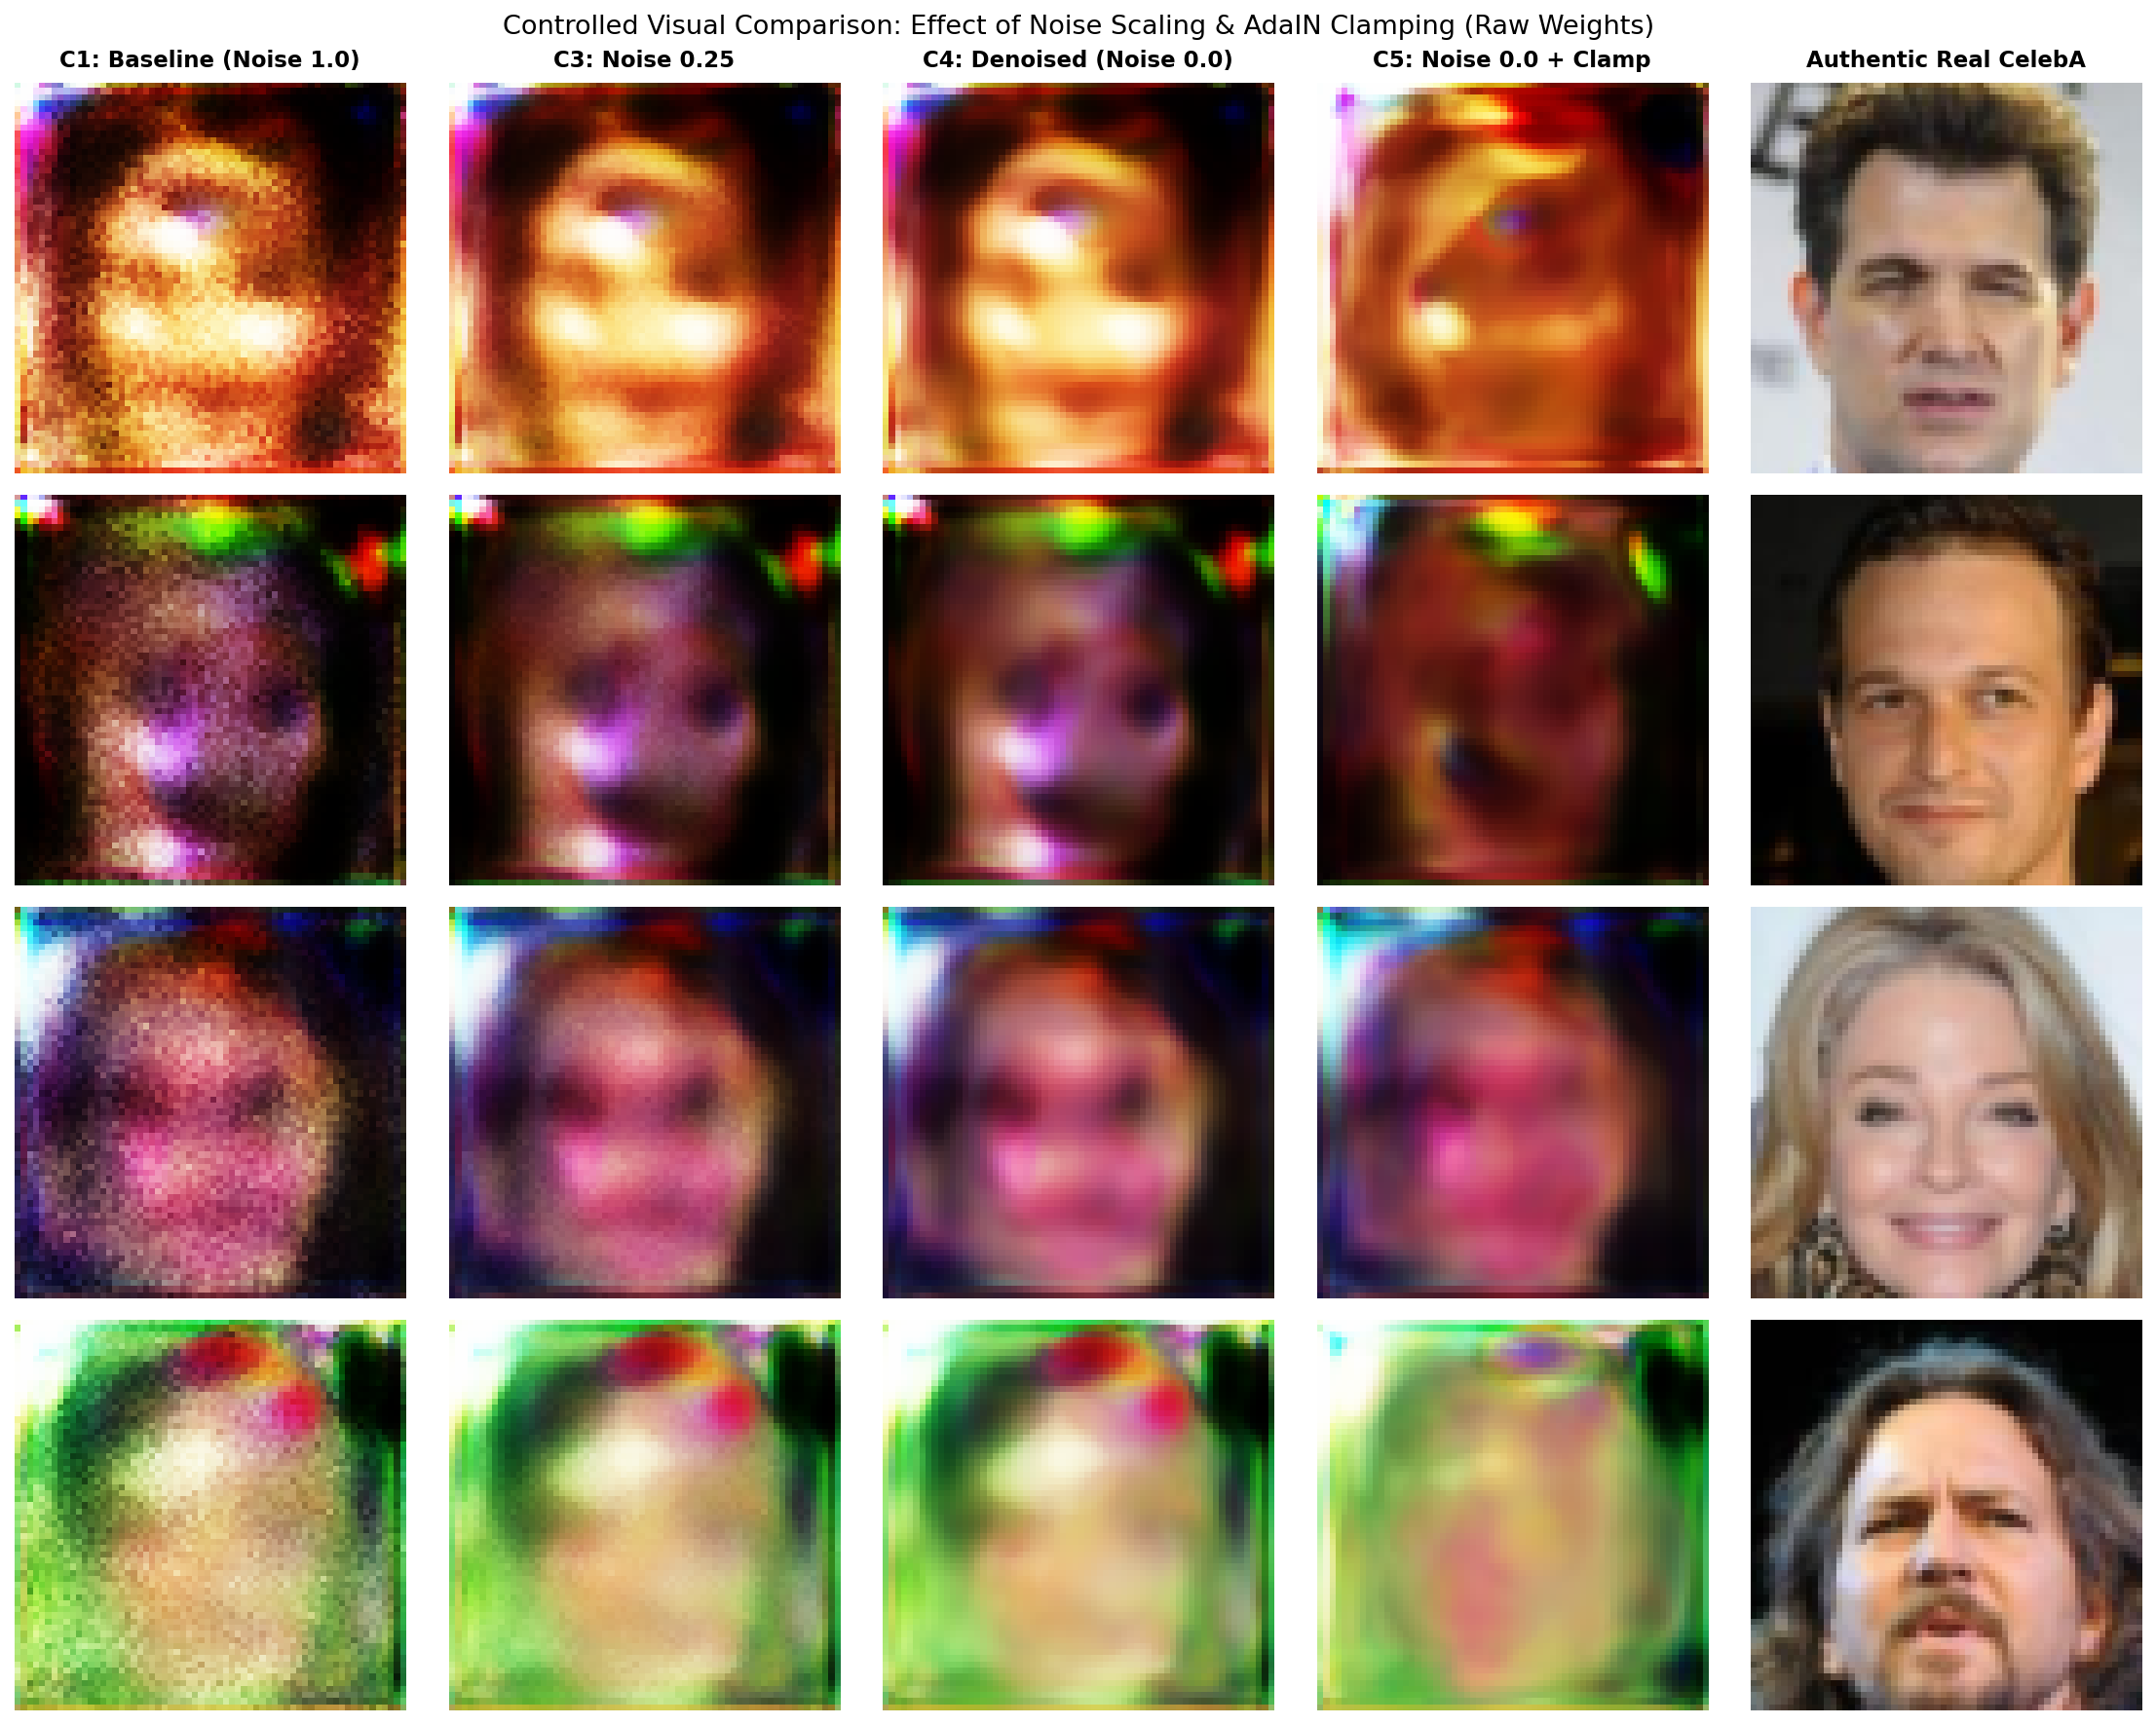 Controlled Visual Comparison: Effect of Noise Scaling & AdaIN Clamping (Raw Weights)
C1: Baseline (Noise 1.0)
C3: Noise 0.25
C4: Denoised (Noise 0.0)
C5: Noise 0.0 + Clamp
Authentic Real CelebA